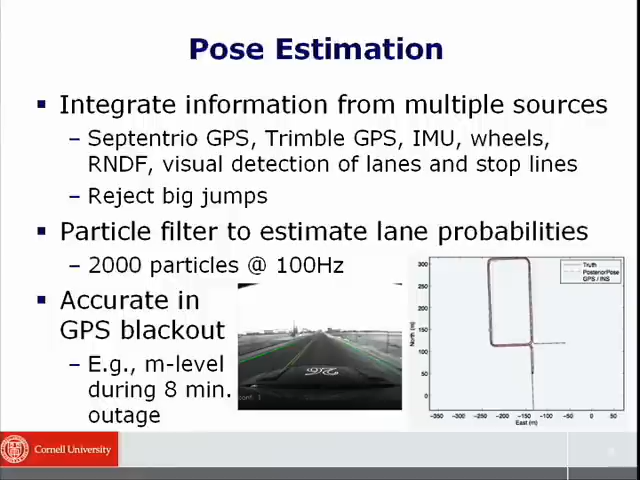 Pose Estimation
▪ Integrate information from multiple sources
– Septentrio GPS, Trimble GPS, IMU, wheels,
RNDF, visual detection of lanes and stop lines
– Reject big jumps
▪ Particle filter to estimate lane probabilities
– 2000 particles @ 100Hz
▪ Accurate in
GPS blackout
– E.g., m-level
during 8 min.
outage
26
Truth
PosteriorPose
GPS / INS
North (m)
300
250
200
150
100
50
0
−350 −300 −250 −200 −150 −100 −50 0 50
East (m)
Cornell University